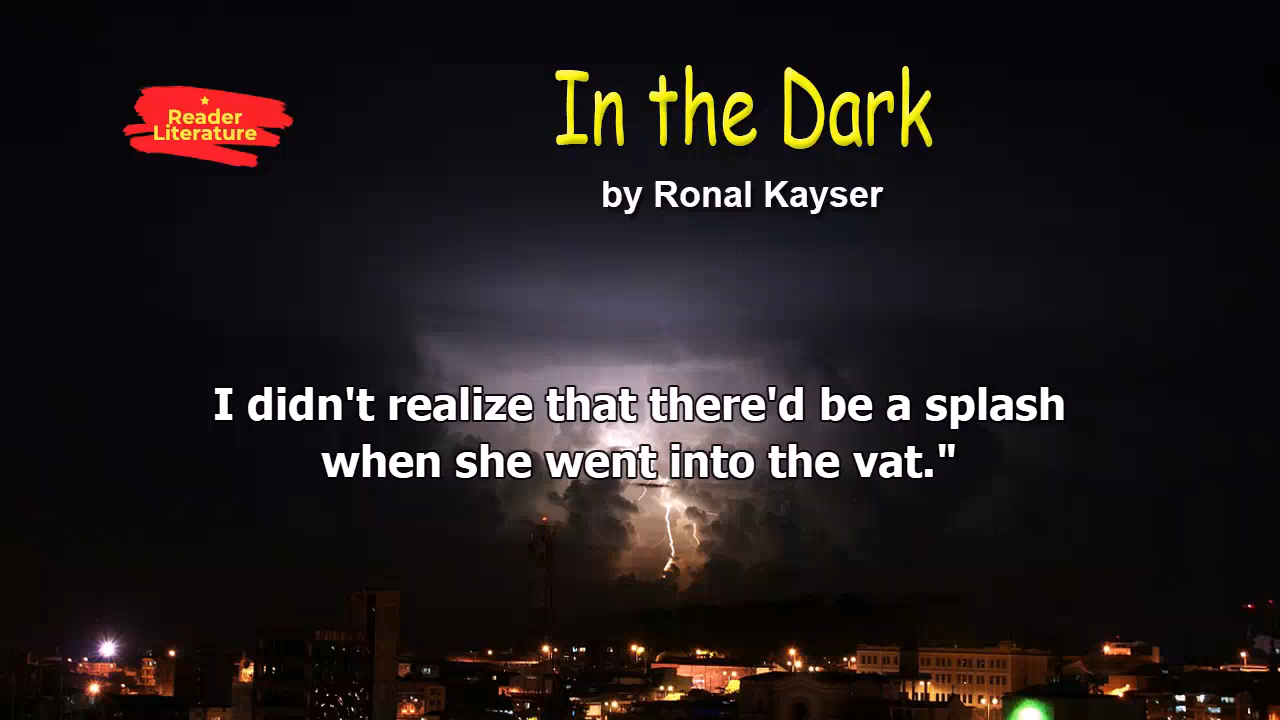 Reader
Literature
In the Dark
by Ronal Kayser
I didn't realize that there'd be a splash
when she went into the vat."